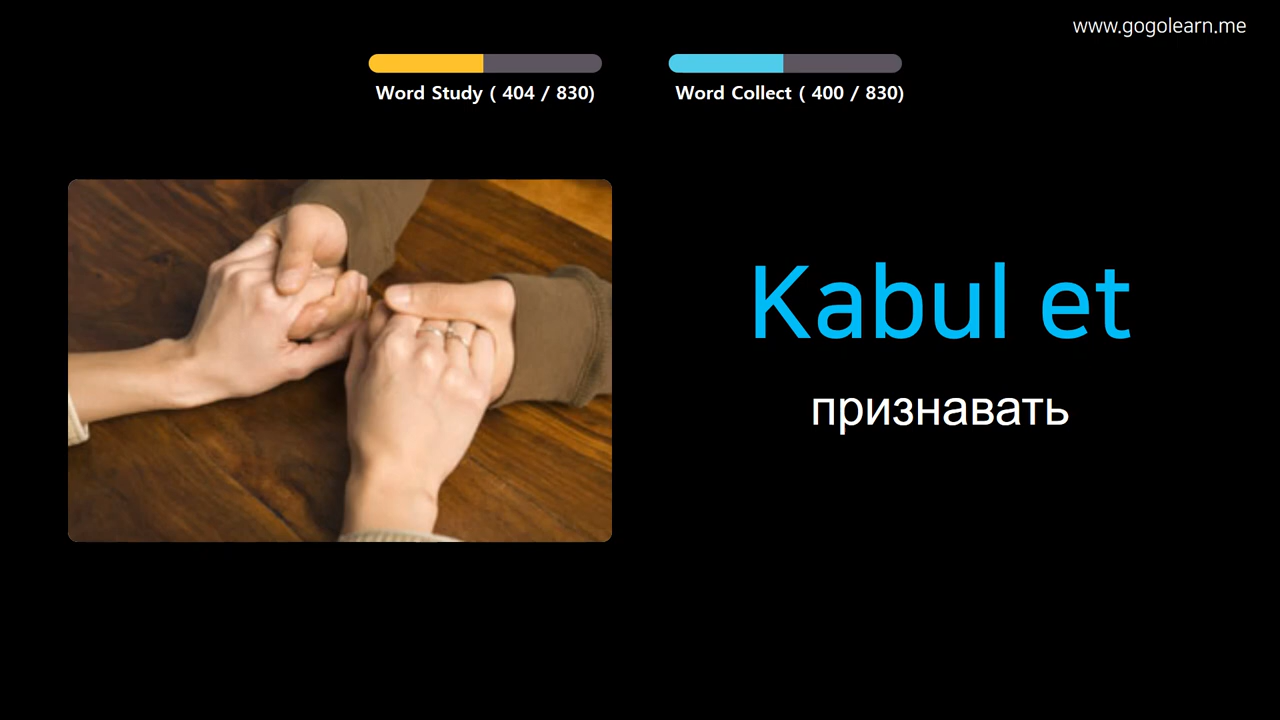 www.gogolearn.me
Word Study ( 404 / 830)
Word Collect ( 400 / 830)
Kabul et
признавать